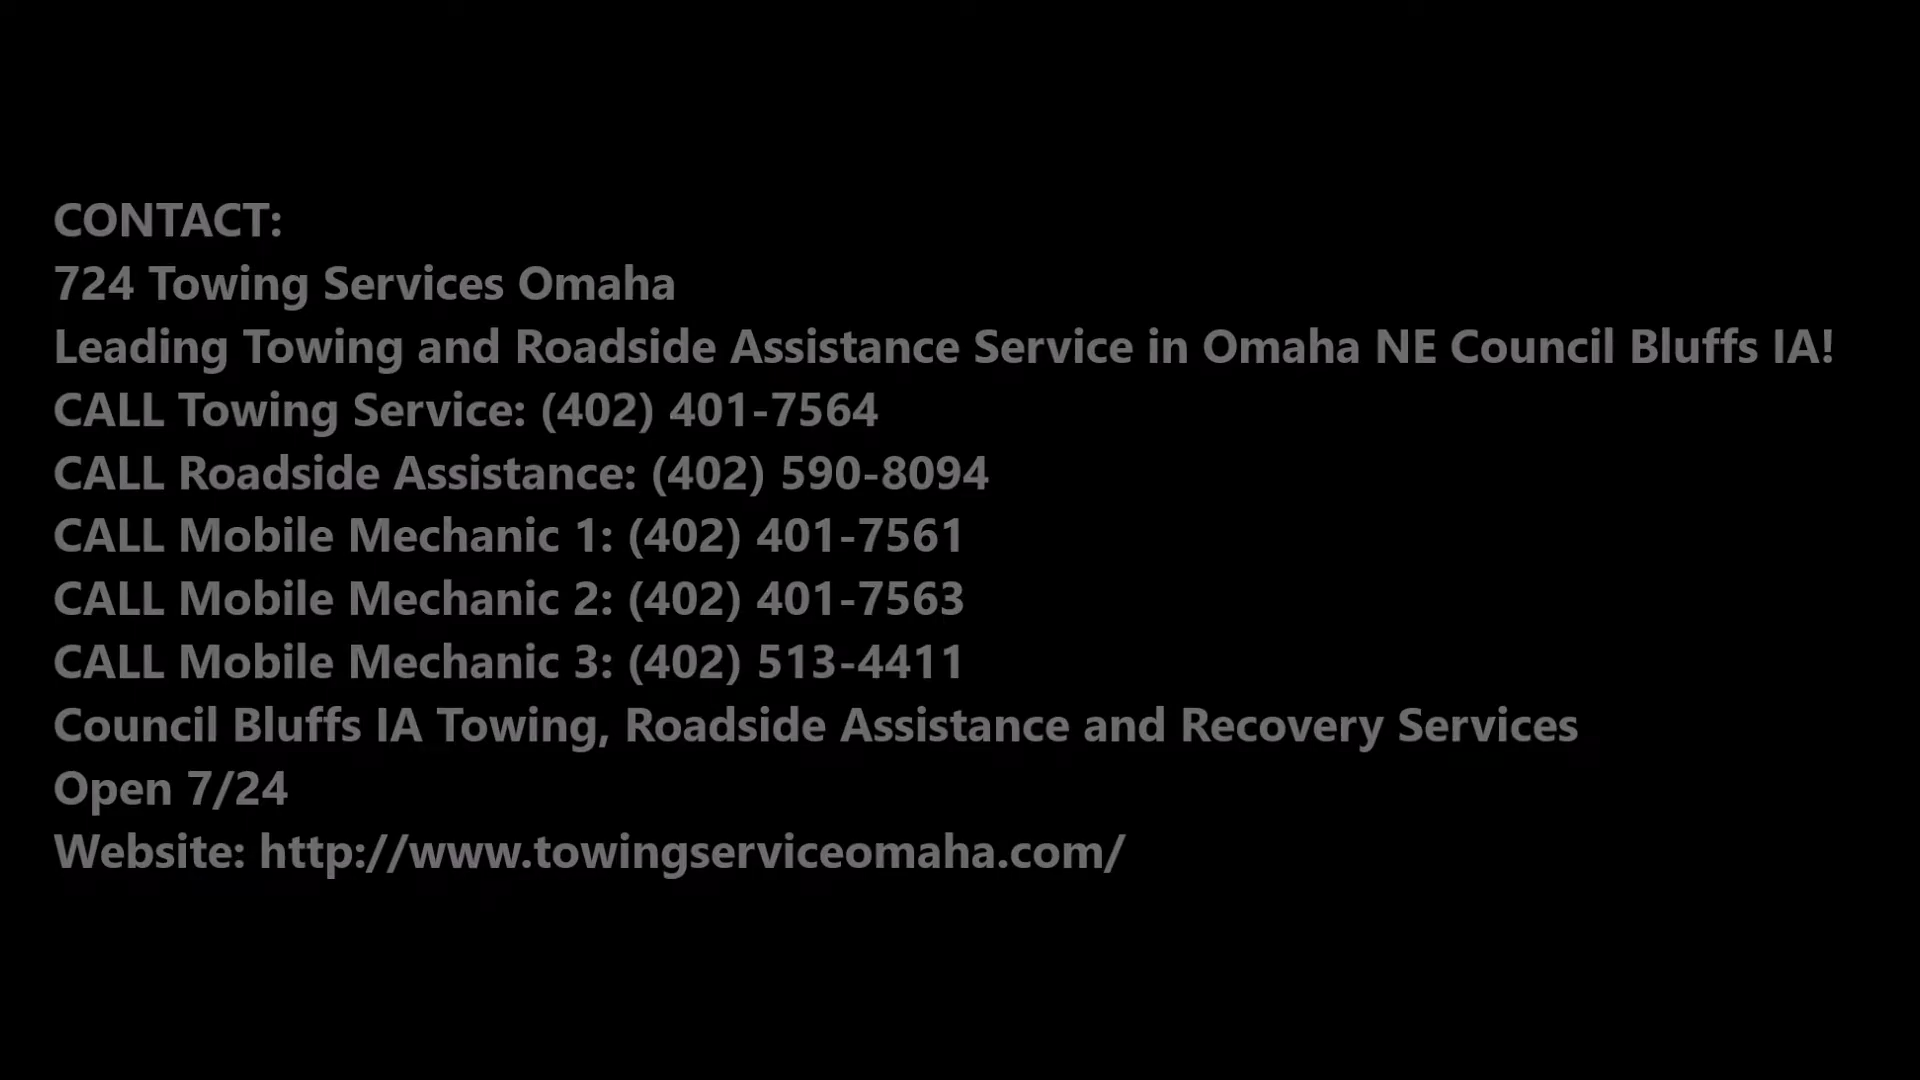 CONTACT:
724 Towing Services Omaha
Leading Towing and Roadside Assistance Service in Omaha NE Council Bluffs IA!
CALL Towing Service: (402) 401-7564
CALL Roadside Assistance: (402) 590-8094
CALL Mobile Mechanic 1: (402) 401-7561
CALL Mobile Mechanic 2: (402) 401-7563
CALL Mobile Mechanic 3: (402) 513-4411
Council Bluffs IA Towing, Roadside Assistance and Recovery Services
Open 7/24
Website: http://www.towingserviceomaha.com/